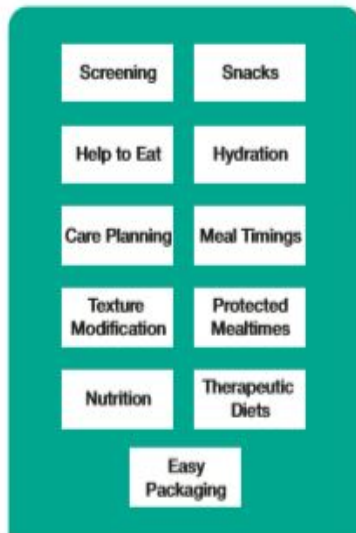 Screening
Snacks
Help to Eat
Hydration
Care Planning
Meal Timings
Texture
Modification
Protected
Mealtimes
Nutrition
Therapeutic
Diets
Easy
Packaging